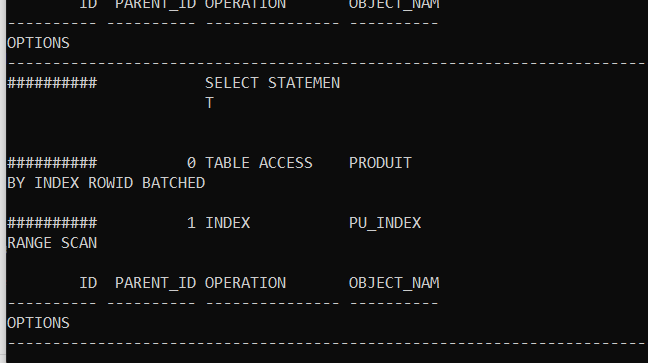 ID PARENT_ID OPERATION OBJECT_NAM
---------- ---------- --------------- ----------
OPTIONS
--------------------------------------------------------------------------------
########## SELECT STATEMEN
T
########## 0 TABLE ACCESS PRODUIT
BY INDEX ROWID BATCHED
########## 1 INDEX PU_INDEX
RANGE SCAN
ID PARENT_ID OPERATION OBJECT_NAM
---------- ---------- --------------- ----------
OPTIONS
--------------------------------------------------------------------------------